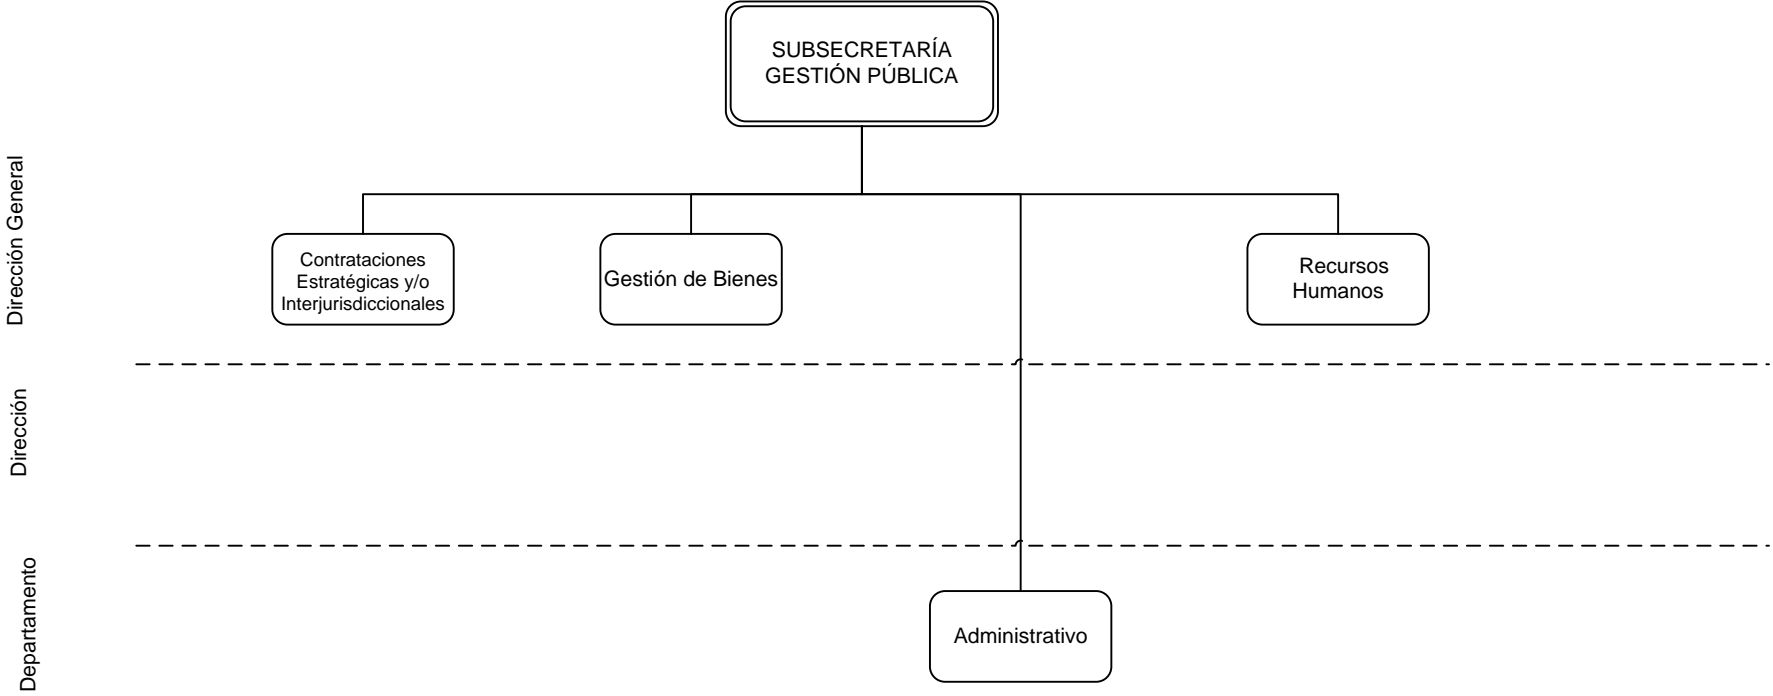 SUBSECRETARÍA
GESTIÓN PÚBLICA
Dirección General
Contrataciones
Estratégicas y/o
Interjurisdiccionales
Gestión de Bienes
Recursos
Humanos
Dirección
Departamento
Administrativo